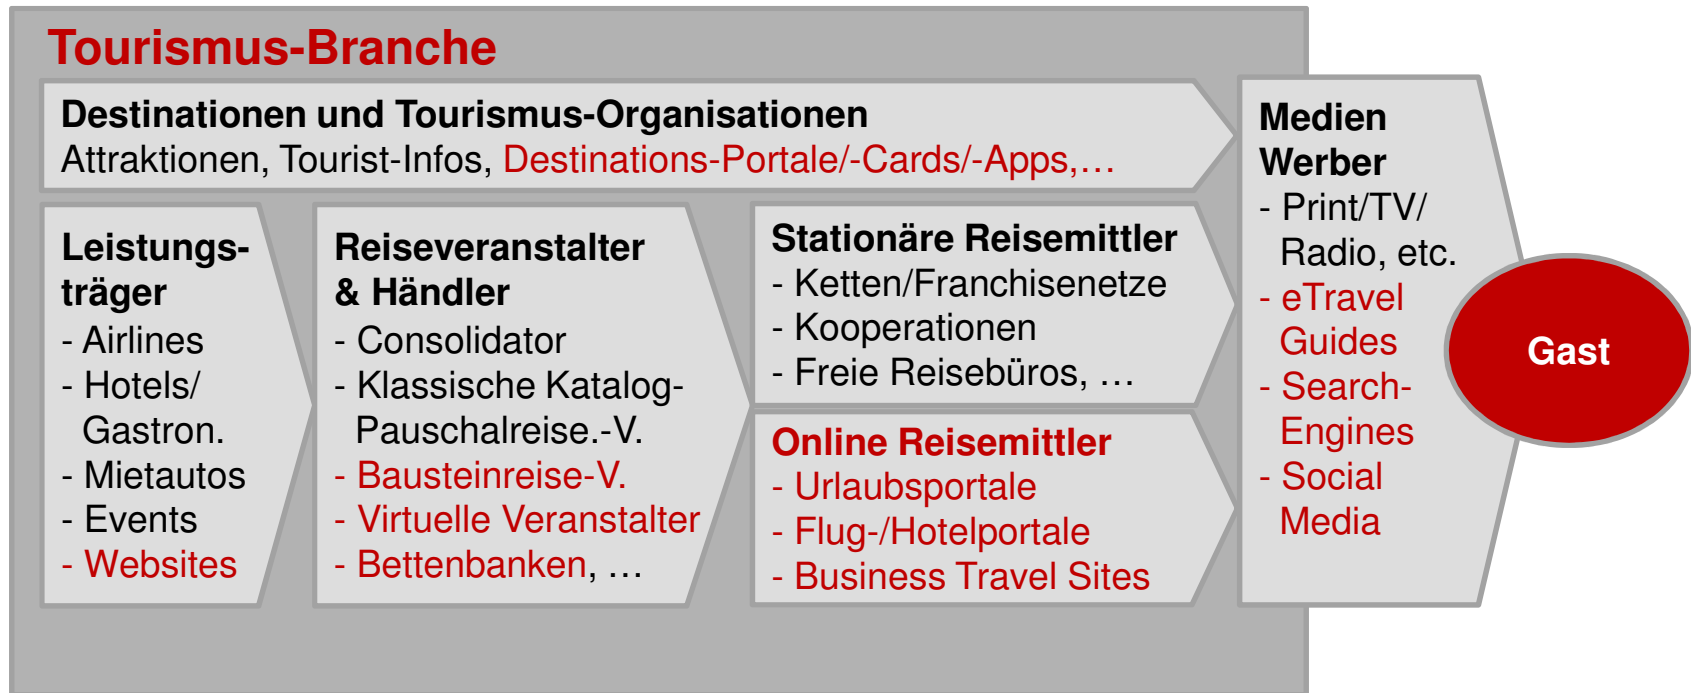 Tourismus-Branche
Destinationen und Tourismus-Organisationen
Attraktionen, Tourist-Infos, Destinations-Portale/-Cards/-Apps,…
Leistungs-
träger
- Airlines
- Hotels/
Gastron.
- Mietautos
- Events
- Websites
Reiseveranstalter
& Händler
- Consolidator
- Klassische Katalog-
Pauschalreise.-V.
- Bausteinreise-V.
- Virtuelle Veranstalter
- Bettenbanken, …
Stationäre Reisemittler
- Ketten/Franchisenetze
- Kooperationen
- Freie Reisebüros, …
Online Reisemittler
- Urlaubsportale
- Flug-/Hotelportale
- Business Travel Sites
Medien
Werber
- Print/TV/
Radio, etc.
- eTravel
Guides
- Search-
Engines
- Social
Media
Gast